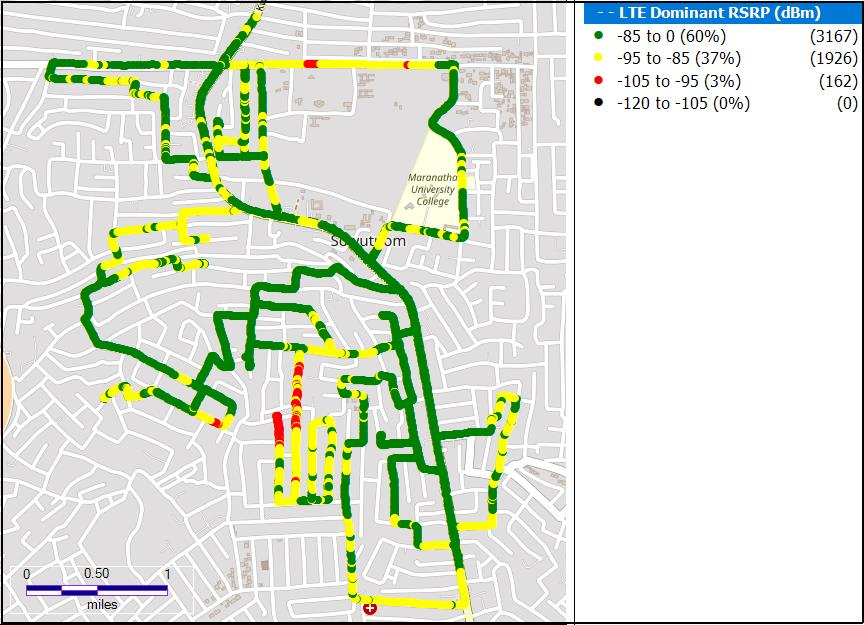 - - LTE Dominant RSRP (dBm)
-85 to 0 (60%) (3167)
-95 to -85 (37%) (1926)
-105 to -95 (3%) (162)
-120 to -105 (0%) (0)
Maranatha
University
College
0 0.50 1
miles